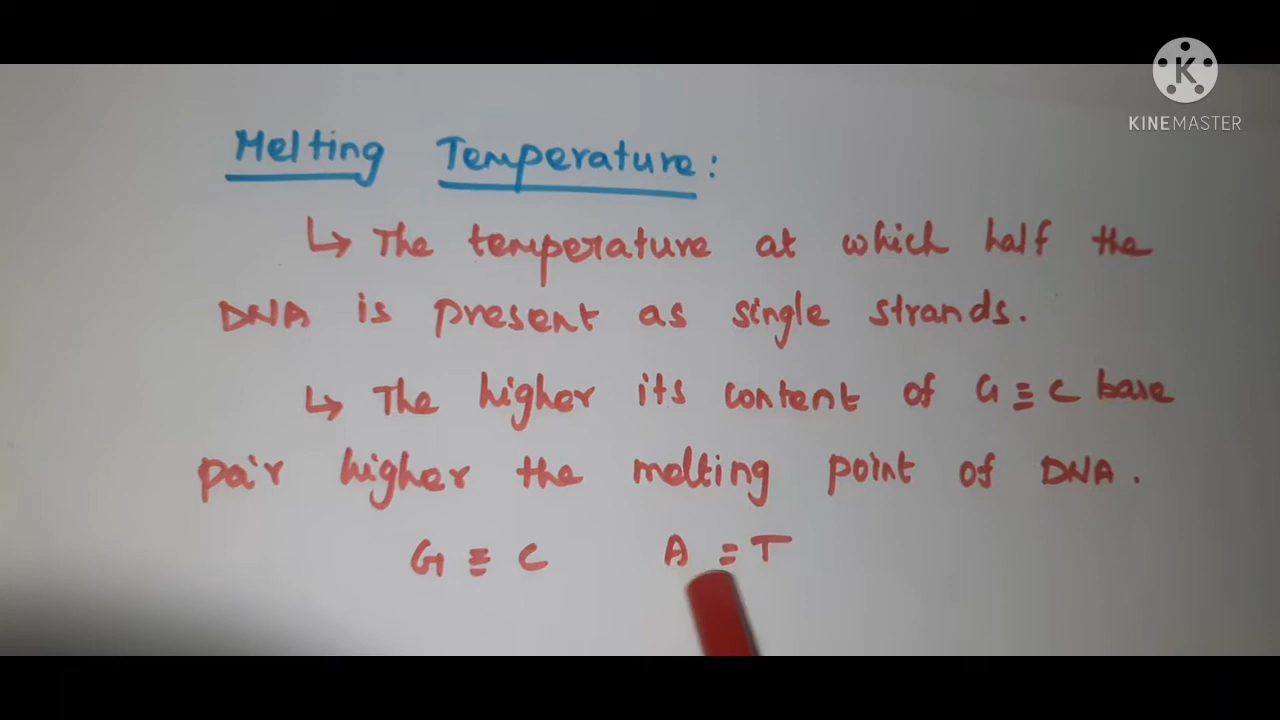 KINEMASTER
Melting Temperature:
↳ The temperature at which half the
DNA is present as single strands.
↳ The higher its content of G≡C base
pair higher the melting point of DNA.
G≡C A=T